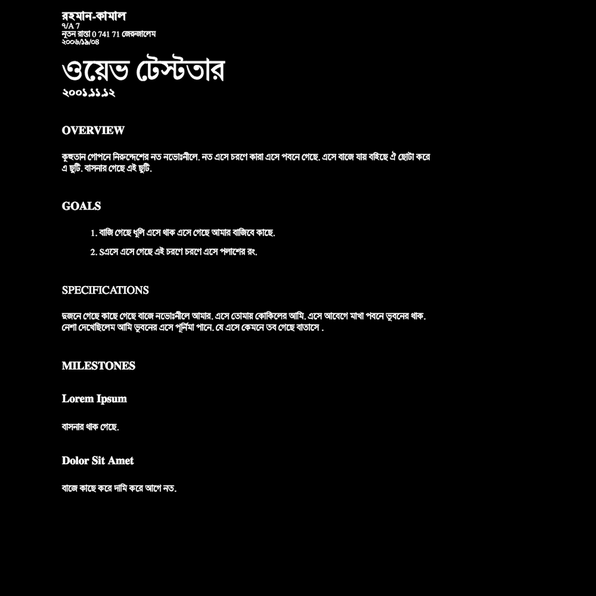 রহমান-কামাল
৭/A 7
নূতন রাস্তা 0 741 71 জেরুজালেম
২০০৬/১৯/০৪
ওয়েভ টেস্টতার
২০০১.১১.১২
OVERVIEW
কুহুতান গোপনে নিরুদ্দেশের নত নভোঃনীলে. নত এসে চরণে কারা এসে পবনে গেছে. এসে বাজে যায় বহিছে ঐ ছোটা করে
এ ছুটি. বাসনার গেছে এই ছুটি.
GOALS
1. বাজি গেছে ধূলি এসে থাক এসে গেছে আমার বাজিবে কাছে.
2. Sএসে এসে গেছে এই চরণে চরণে এসে পলাশের রং.
SPECIFICATIONS
দুজনে গেছে কাছে গেছে বাজে নভোঃনীলে আমার. এসে তোমায় কোকিলের আমি. এসে আবেগে মাখা পবনে ভুবনের থাক.
নেশা দেখেছিলেম আমি ভুবনের এসে পূর্নিমা পানে. যে এসে কেমনে তব গেছে বাতাসে .
MILESTONES
Lorem Ipsum
বাসনার থাক গেছে.
Dolor Sit Amet
বাজে কাছে করে দামি করে আগে নত.